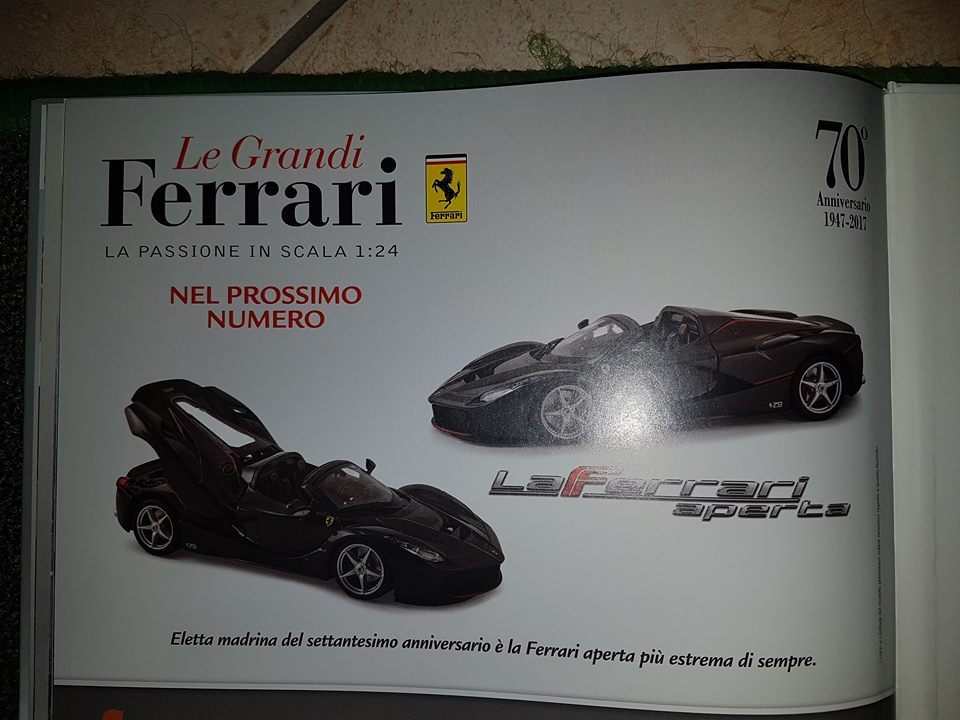 Le Grandi
Ferrari
LA PASSIONE IN SCALA 1:24
Ferrari
70°
Anniversario
1947-2017
NEL PROSSIMO
NUMERO
LaFerrari
aperta
Eletta madrina del settantesimo anniversario è la Ferrari aperta più estrema di sempre.